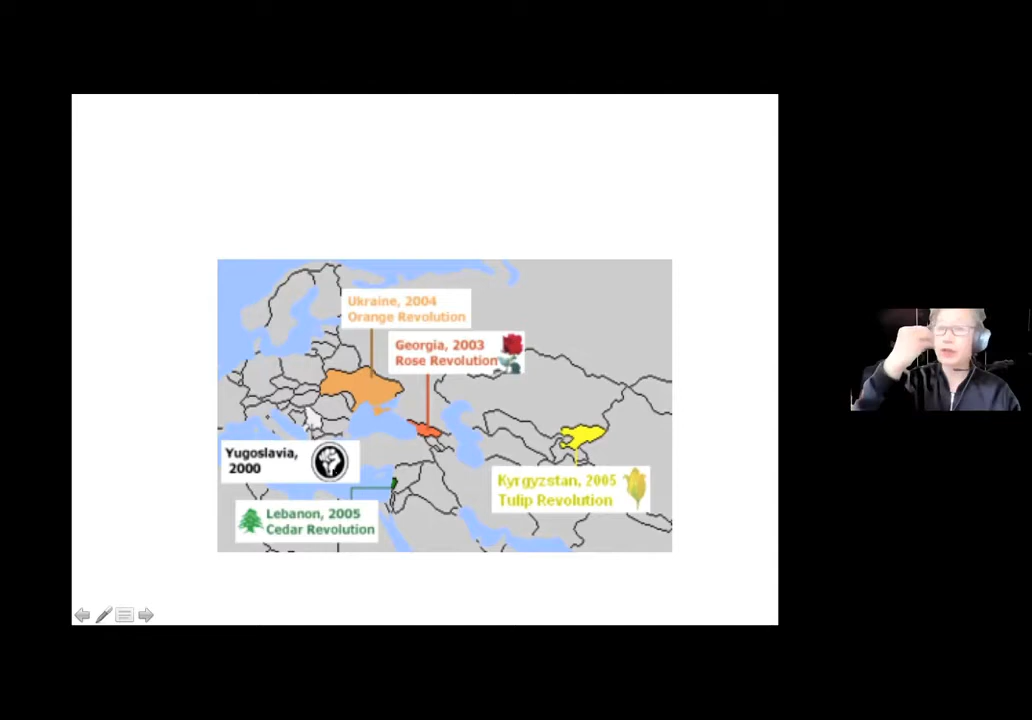 Ukraine, 2004
Orange Revolution
Georgia, 2003
Rose Revolution
Yugoslavia,
2000
Kyrgyzstan, 2005
Tulip Revolution
Lebanon, 2005
Cedar Revolution